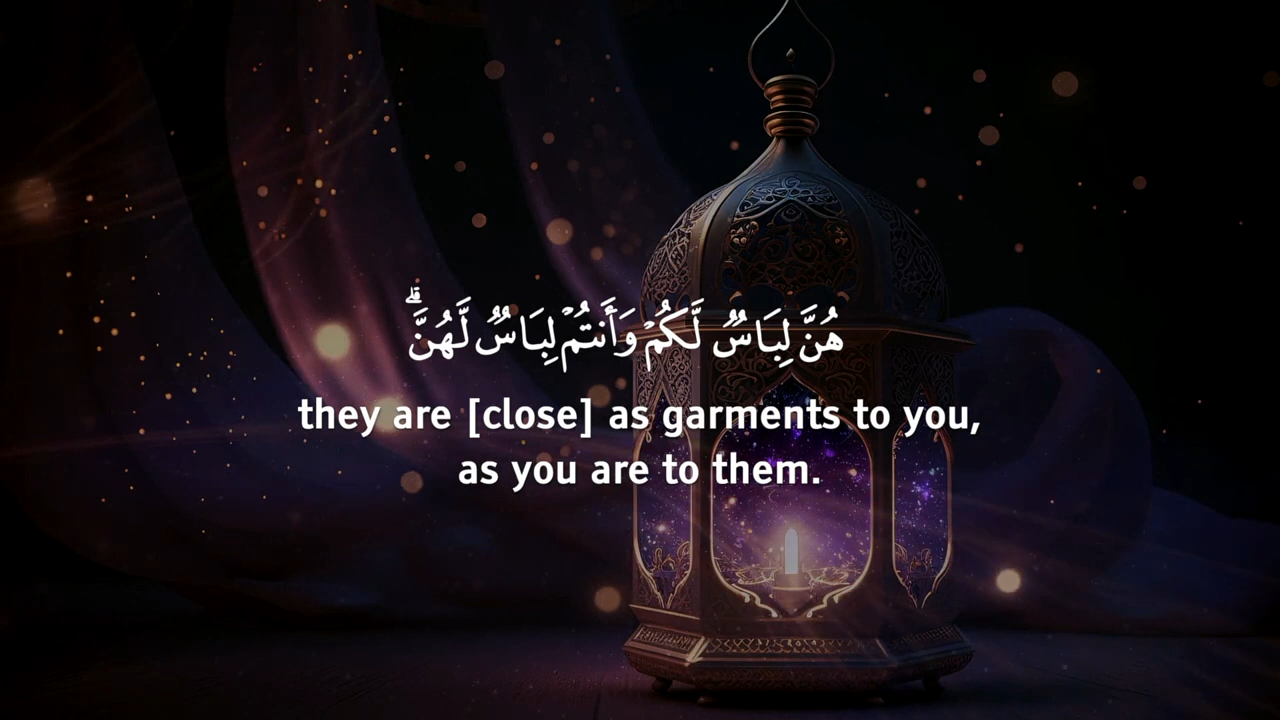 هُنَّ لِبَاسٌ لَّكُمْ وَأَنتُمْ لِبَاسٌ لَّهُنَّ ۗ
they are [close] as garments to you,
as you are to them.